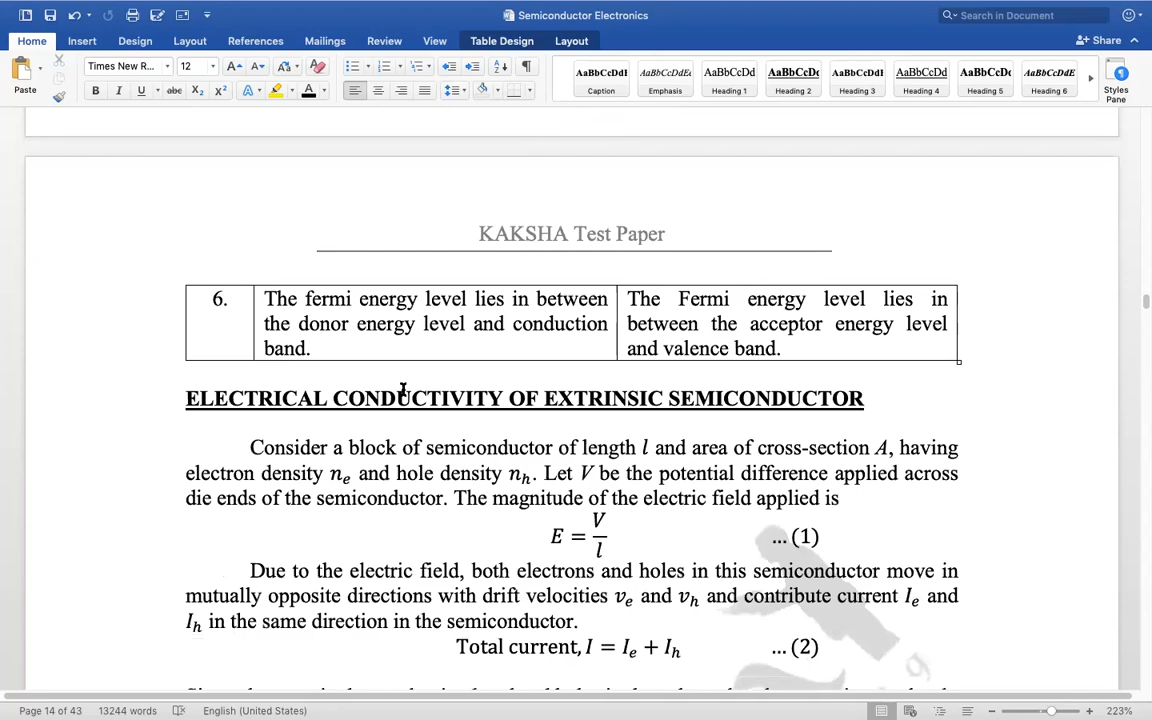 Semiconductor Electronics
Search in Document
Home Insert Design Layout References Mailings Review View Table Design Layout Share
Paste
Times New R... 12
AaBbCcDdI AaBbCcDdEe AaBbCcDd AaBbCcDc AaBbCcDdI AaBbCcDd AaBbCcDc AaBbCcDdE
Caption Emphasis Heading 1 Heading 2 Heading 3 Heading 4 Heading 5 Heading 6
Styles
Pane
KAKSHA Test Paper
6. The fermi energy level lies in between The Fermi energy level lies in
the donor energy level and conduction between the acceptor energy level
band. and valence band.
ELECTRICAL CONDUCTIVITY OF EXTRINSIC SEMICONDUCTOR
Consider a block of semiconductor of length l and area of cross-section A, having
electron density nₑ and hole density nₕ. Let V be the potential difference applied across
die ends of the semiconductor. The magnitude of the electric field applied is
E = V/l ... (1)
Due to the electric field, both electrons and holes in this semiconductor move in
mutually opposite directions with drift velocities vₑ and vₕ and contribute current Iₑ and
Iₕ in the same direction in the semiconductor.
Total current, I = Iₑ + Iₕ ... (2)
Page 14 of 43 13244 words English (United States) 223%